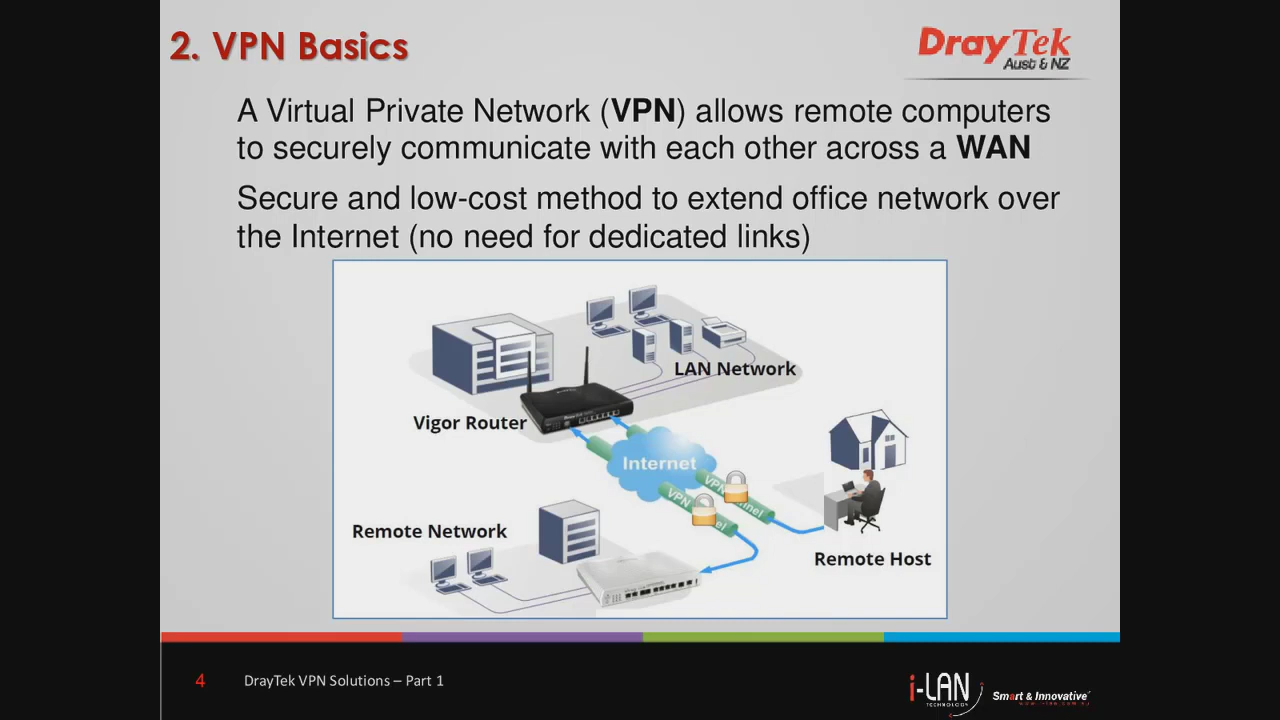 2. VPN Basics
DrayTek
Aust & NZ
A Virtual Private Network (VPN) allows remote computers
to securely communicate with each other across a WAN
Secure and low-cost method to extend office network over
the Internet (no need for dedicated links)
LAN Network
Vigor Router
Internet
VPN
VPN
Remote Network
Remote Host
4
DrayTek VPN Solutions – Part 1
i-LAN
TECHNOLOGY
Smart & Innovative